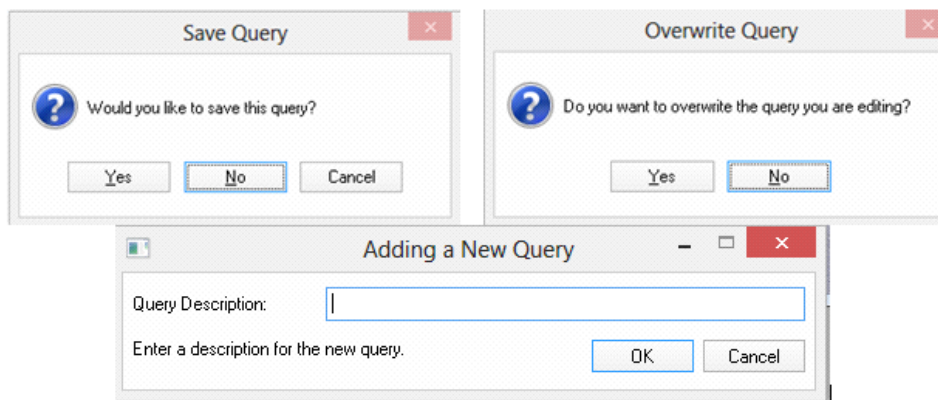 Save Query
Would you like to save this query?
Yes No Cancel
Overwrite Query
Do you want to overwrite the query you are editing?
Yes No
Adding a New Query
Query Description:
Enter a description for the new query.
OK Cancel